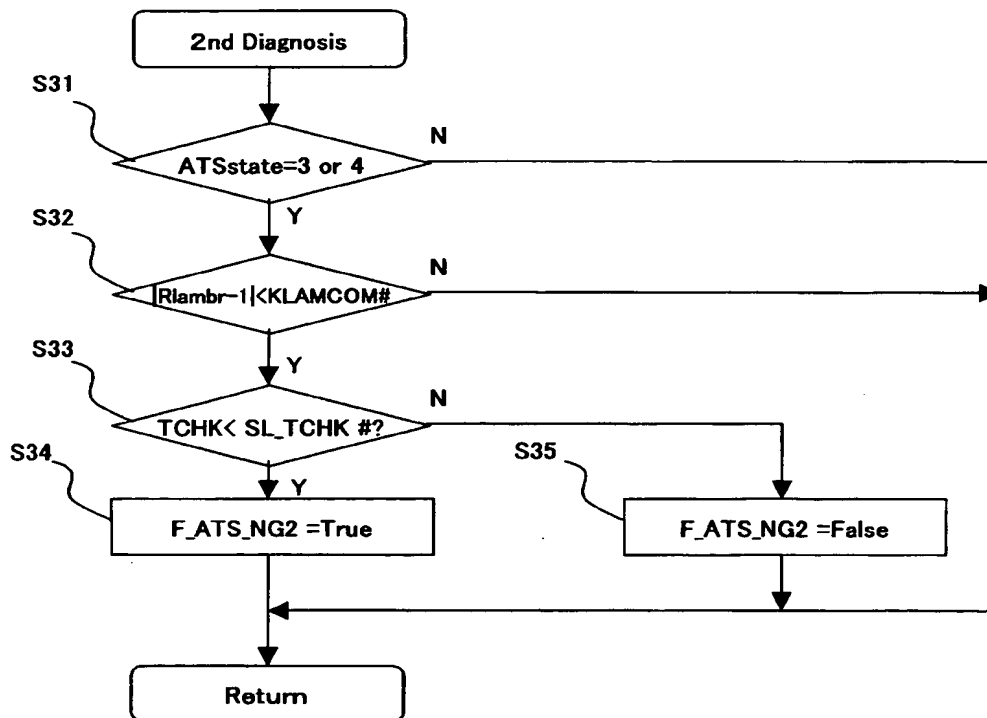 2nd Diagnosis
S31
N
ATSstate=3 or 4
Y
S32
N
|Rlambr-1|<KLAMCOM#
S33
Y
N
TCHK< SL_TCHK #?
S34
S35
Y
F_ATS_NG2 =True
F_ATS_NG2 =False
Return